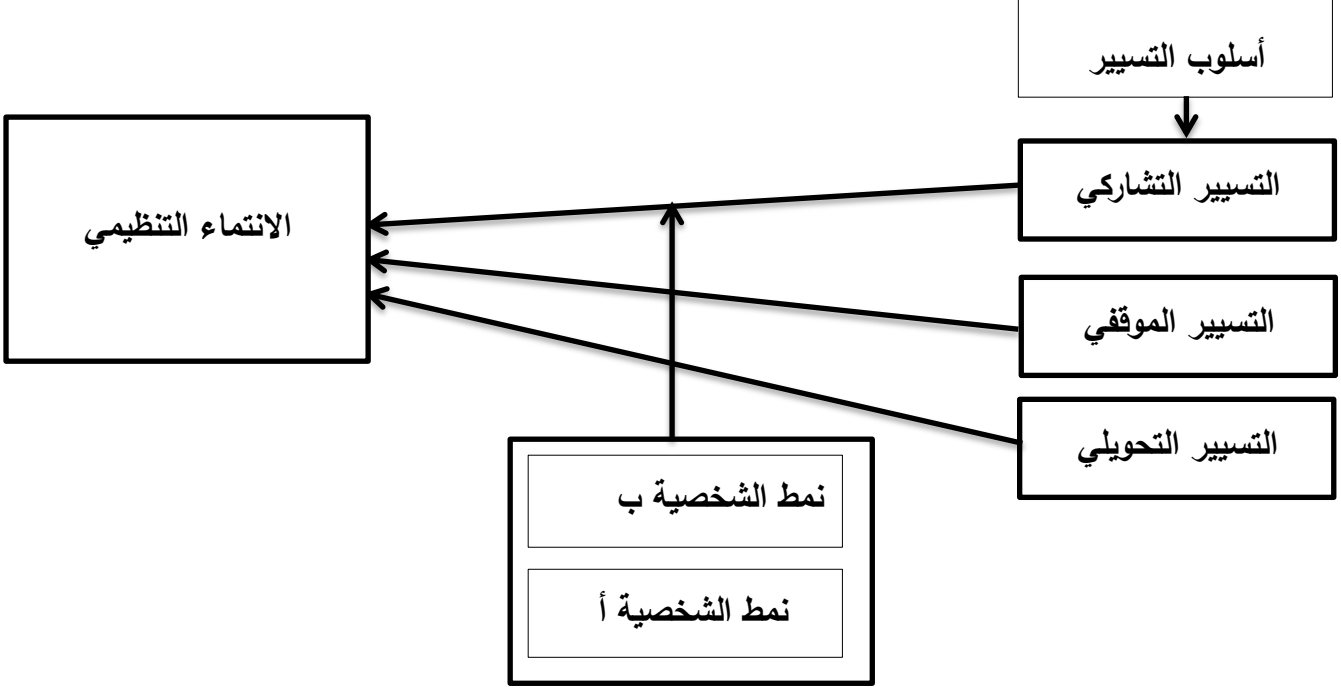 أسلوب التسيير
التسيير التشاركي
الانتماء التنظيمي
التسيير الموقفي
التسيير التحويلي
نمط الشخصية ب
نمط الشخصية أ